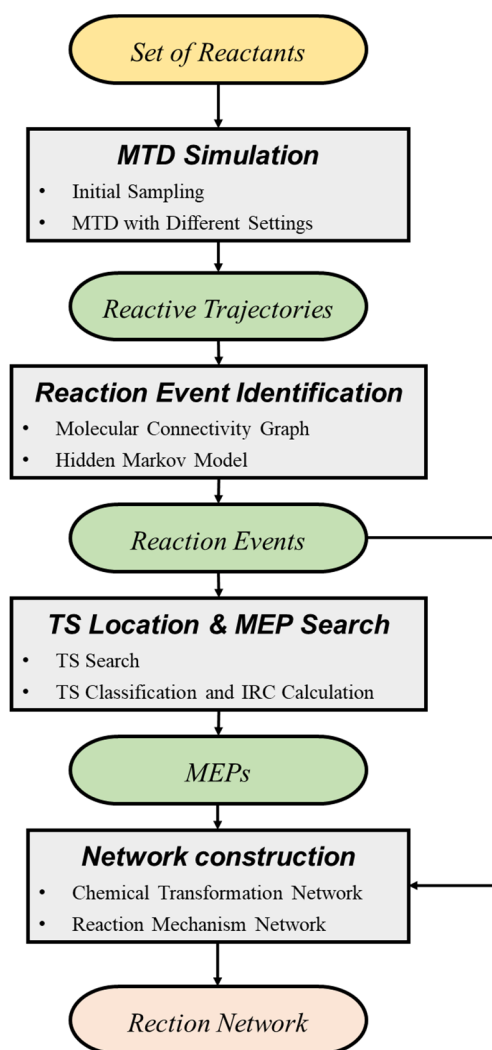 Set of Reactants
MTD Simulation
• Initial Sampling
• MTD with Different Settings
Reactive Trajectories
Reaction Event Identification
• Molecular Connectivity Graph
• Hidden Markov Model
Reaction Events
TS Location & MEP Search
• TS Search
• TS Classification and IRC Calculation
MEPs
Network construction
• Chemical Transformation Network
• Reaction Mechanism Network
Rection Network